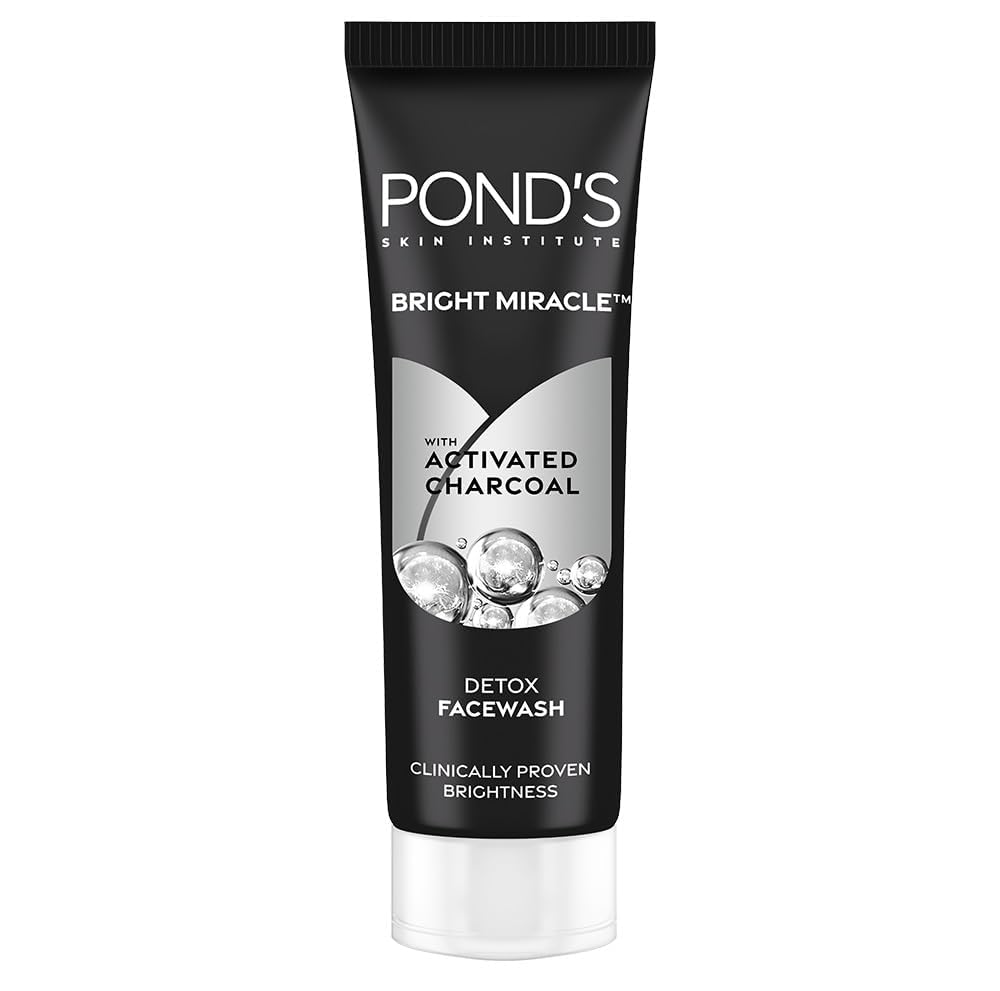 POND'S
SKIN INSTITUTE
BRIGHT MIRACLE™
WITH
ACTIVATED
CHARCOAL
DETOX
FACEWASH
CLINICALLY PROVEN
BRIGHTNESS